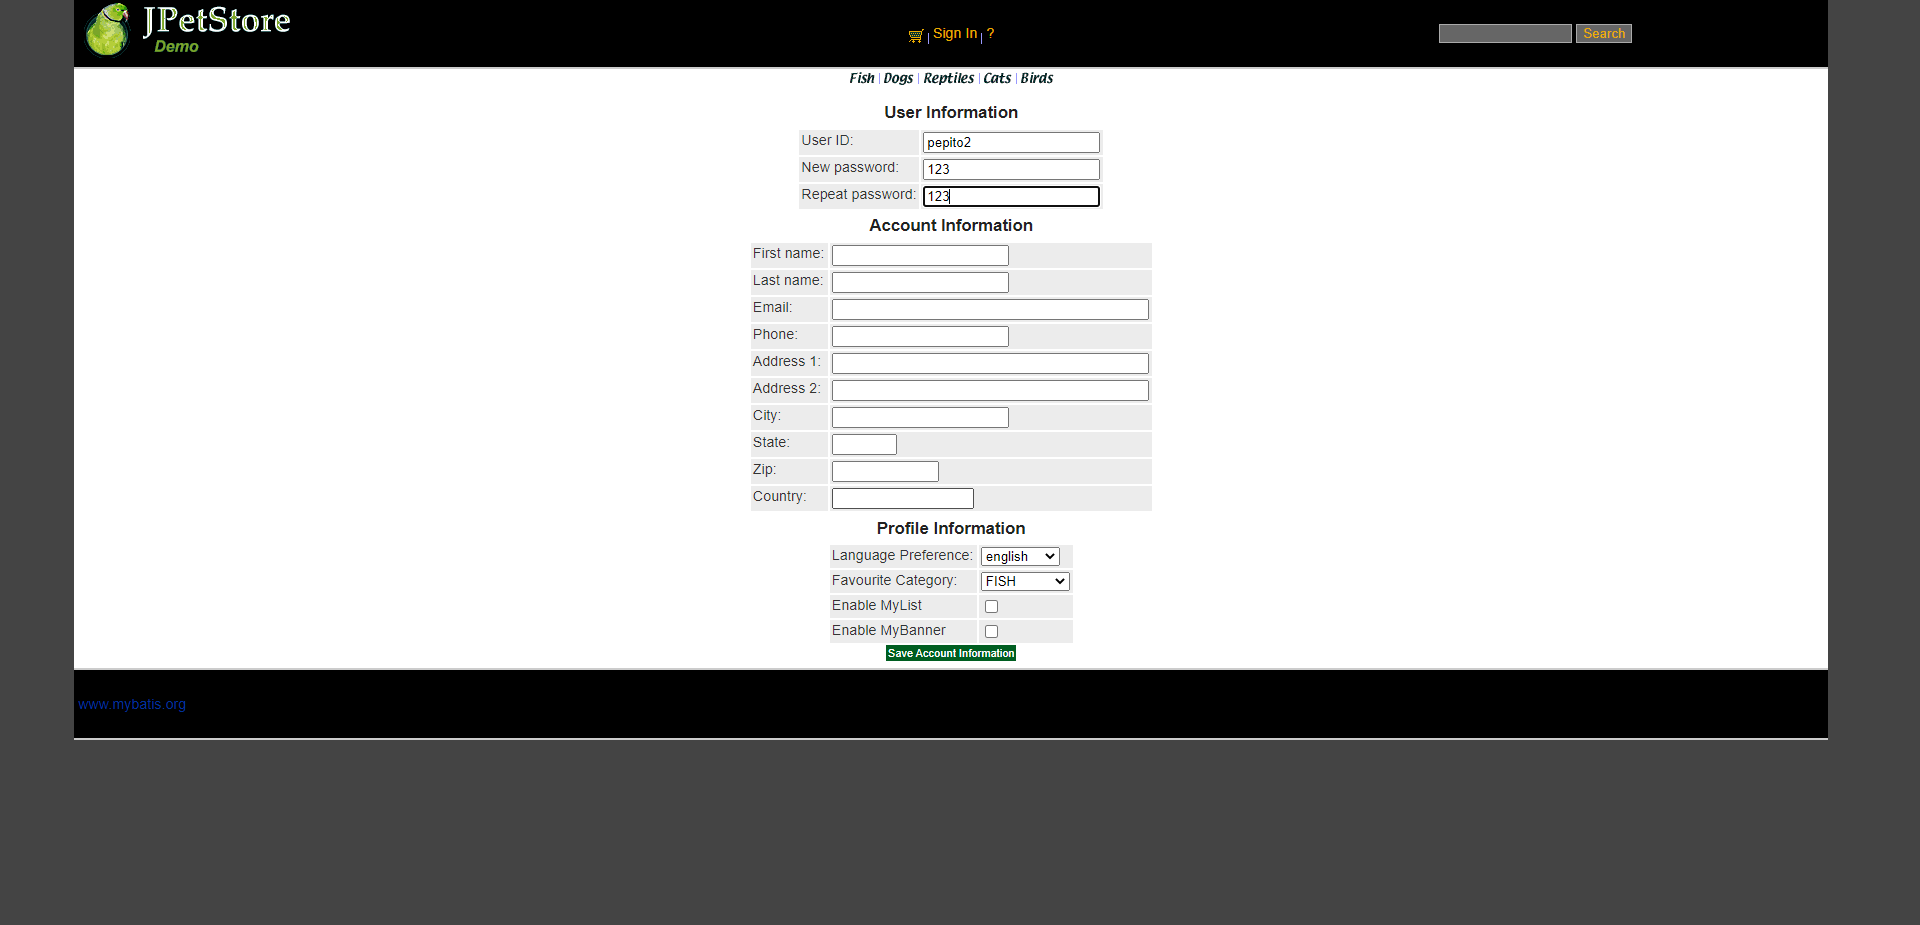 JPetStore
Demo
Sign In | ?
Search
Fish | Dogs | Reptiles | Cats | Birds
User Information
User ID: pepito2
New password: 123
Repeat password: 123
Account Information
First name:
Last name:
Email:
Phone:
Address 1:
Address 2:
City:
State:
Zip:
Country:
Profile Information
Language Preference: english
Favourite Category: FISH
Enable MyList
Enable MyBanner
Save Account Information
www.mybatis.org